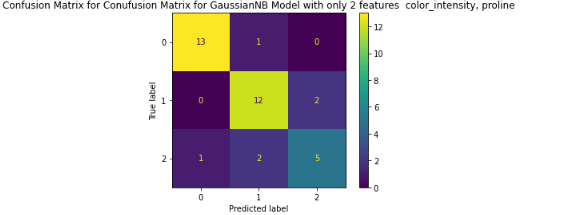 Confusion Matrix for Conufusion Matrix for GaussianNB Model with only 2 features  color_intensity, proline
0 13 1 0
1 0 12 2
2 1 2 5
0 1 2
True label
Predicted label
12
10
8
6
4
2
0